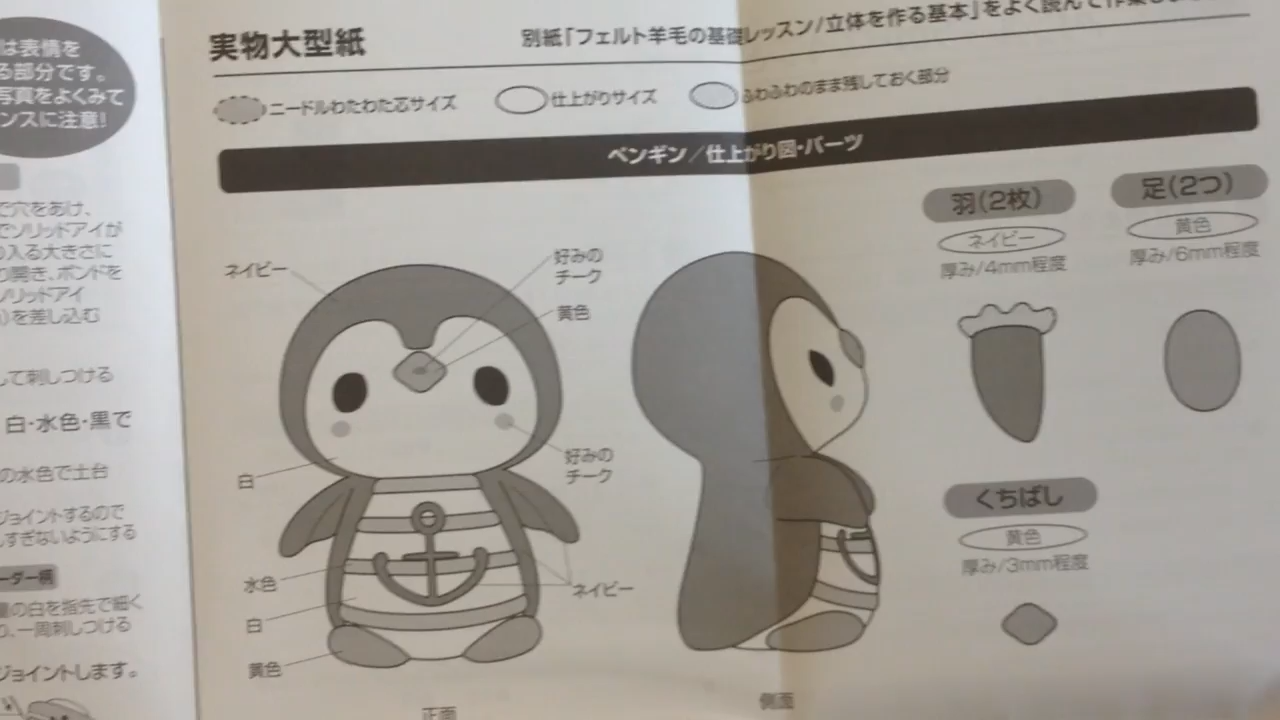 は表情を
る部分です。
写真をよくみて
ンスに注意!
で穴をあけ、
でソリッドアイが
の入る大きさに
り開き、ボンドを
ソリッドアイ
)を差し込む
して刺しつける
白・水色・黒で
の水色で土台
ジョイントするので
しすぎないようにする
ーダー柄
量の白を指先で細く
り、一周刺しつける
ジョイントします。
実物大型紙
別紙「フェルト羊毛の基礎レッスン/立体を作る基本」をよく読んで作業し
ニードルわたわた芯サイズ
仕上がりサイズ
ふわふわのまま残しておく部分
ペンギン/仕上がり図・パーツ
ネイビー
好みの
チーク
黄色
白
好みの
チーク
水色
白
黄色
ネイビー
正面
側面
羽(2枚)
ネイビー
厚み/4mm程度
足(2つ)
黄色
厚み/6mm程度
くちばし
黄色
厚み/3mm程度